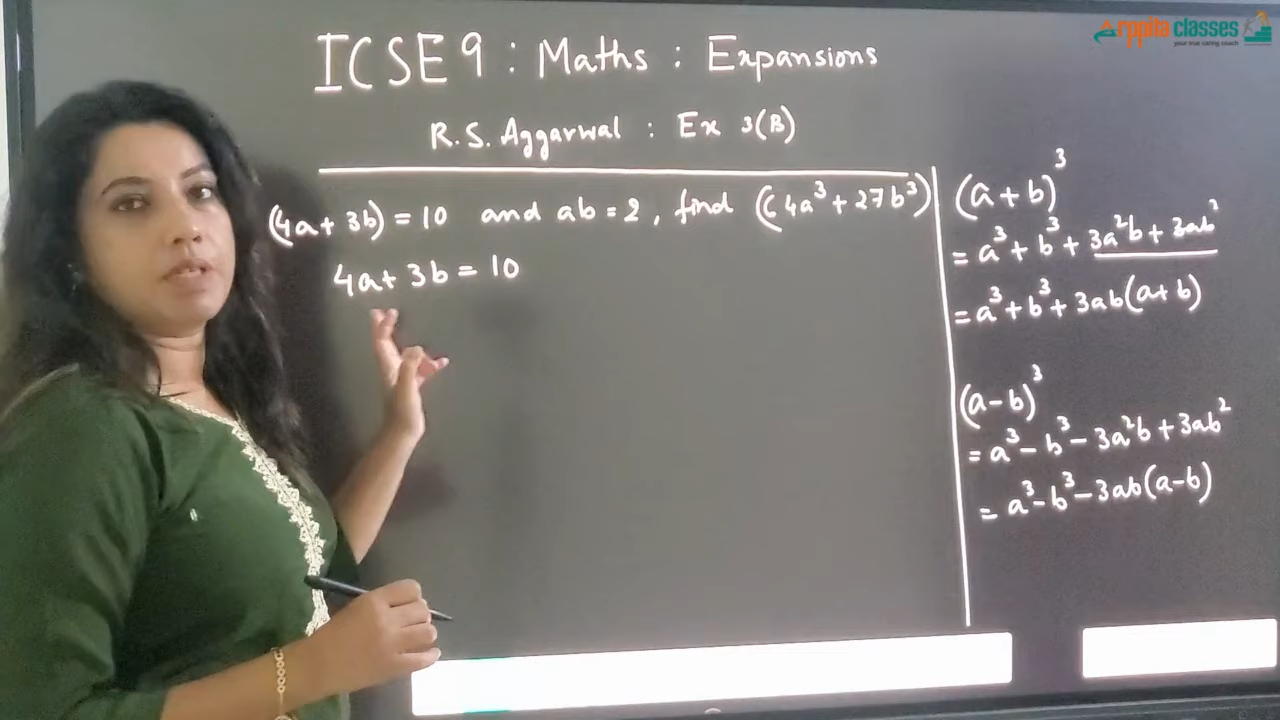 Arppita classes
your true caring coach
ICSE 9 : Maths : Expansions
R.S. Aggarwal : Ex 3(B)
(4a + 3b) = 10 and ab = 2, find (64a³ + 27b³)
4a + 3b = 10
(a + b)³
= a³ + b³ + 3a²b + 3ab²
= a³ + b³ + 3ab(a + b)
(a - b)³
= a³ - b³ - 3a²b + 3ab²
= a³ - b³ - 3ab(a - b)